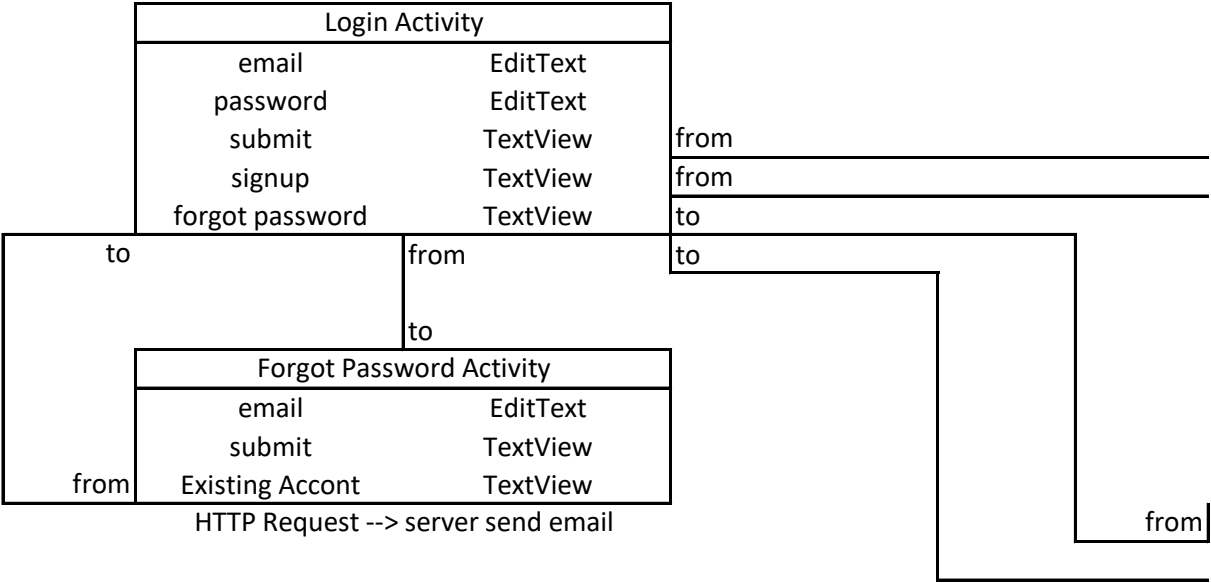 Login Activity
email EditText
password EditText
submit TextView from
signup TextView from
forgot password TextView to
to from to
to
Forgot Password Activity
email EditText
submit TextView
from Existing Accont TextView
HTTP Request --> server send email from